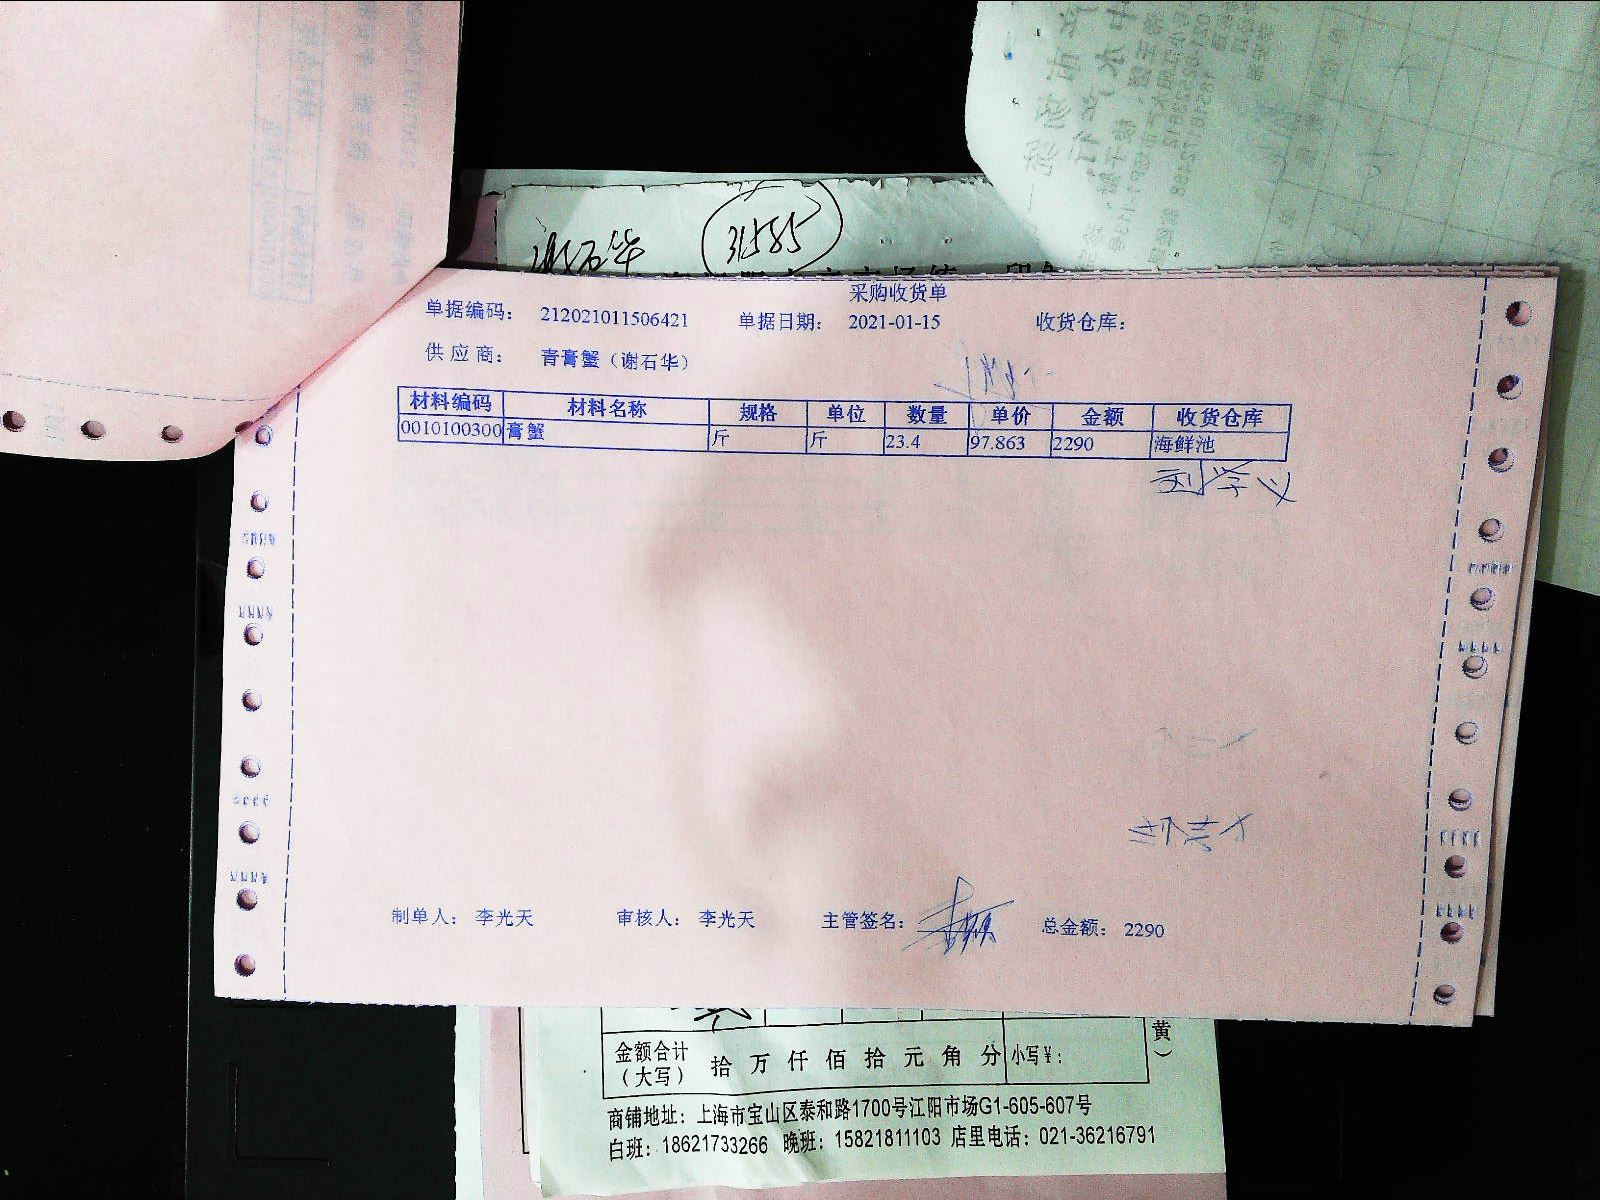 谢石华 31585
采购收货单
单据编码： 212021011506421 单据日期： 2021-01-15 收货仓库：
供应商： 青膏蟹（谢石华）
材料编码 材料名称 规格 单位 数量 单价 金额 收货仓库
0010100300 膏蟹 斤 斤 23.4 97.863 2290 海鲜池
制单人： 李光天 审核人： 李光天 主管签名： 总金额： 2290
黄）
金额合计（大写） 拾 万 仟 佰 拾 元 角 分 小写￥：
商铺地址：上海市宝山区泰和路1700号江阳市场G1-605-607号
白班：18621733266 晚班：15821811103 店里电话：021-36216791